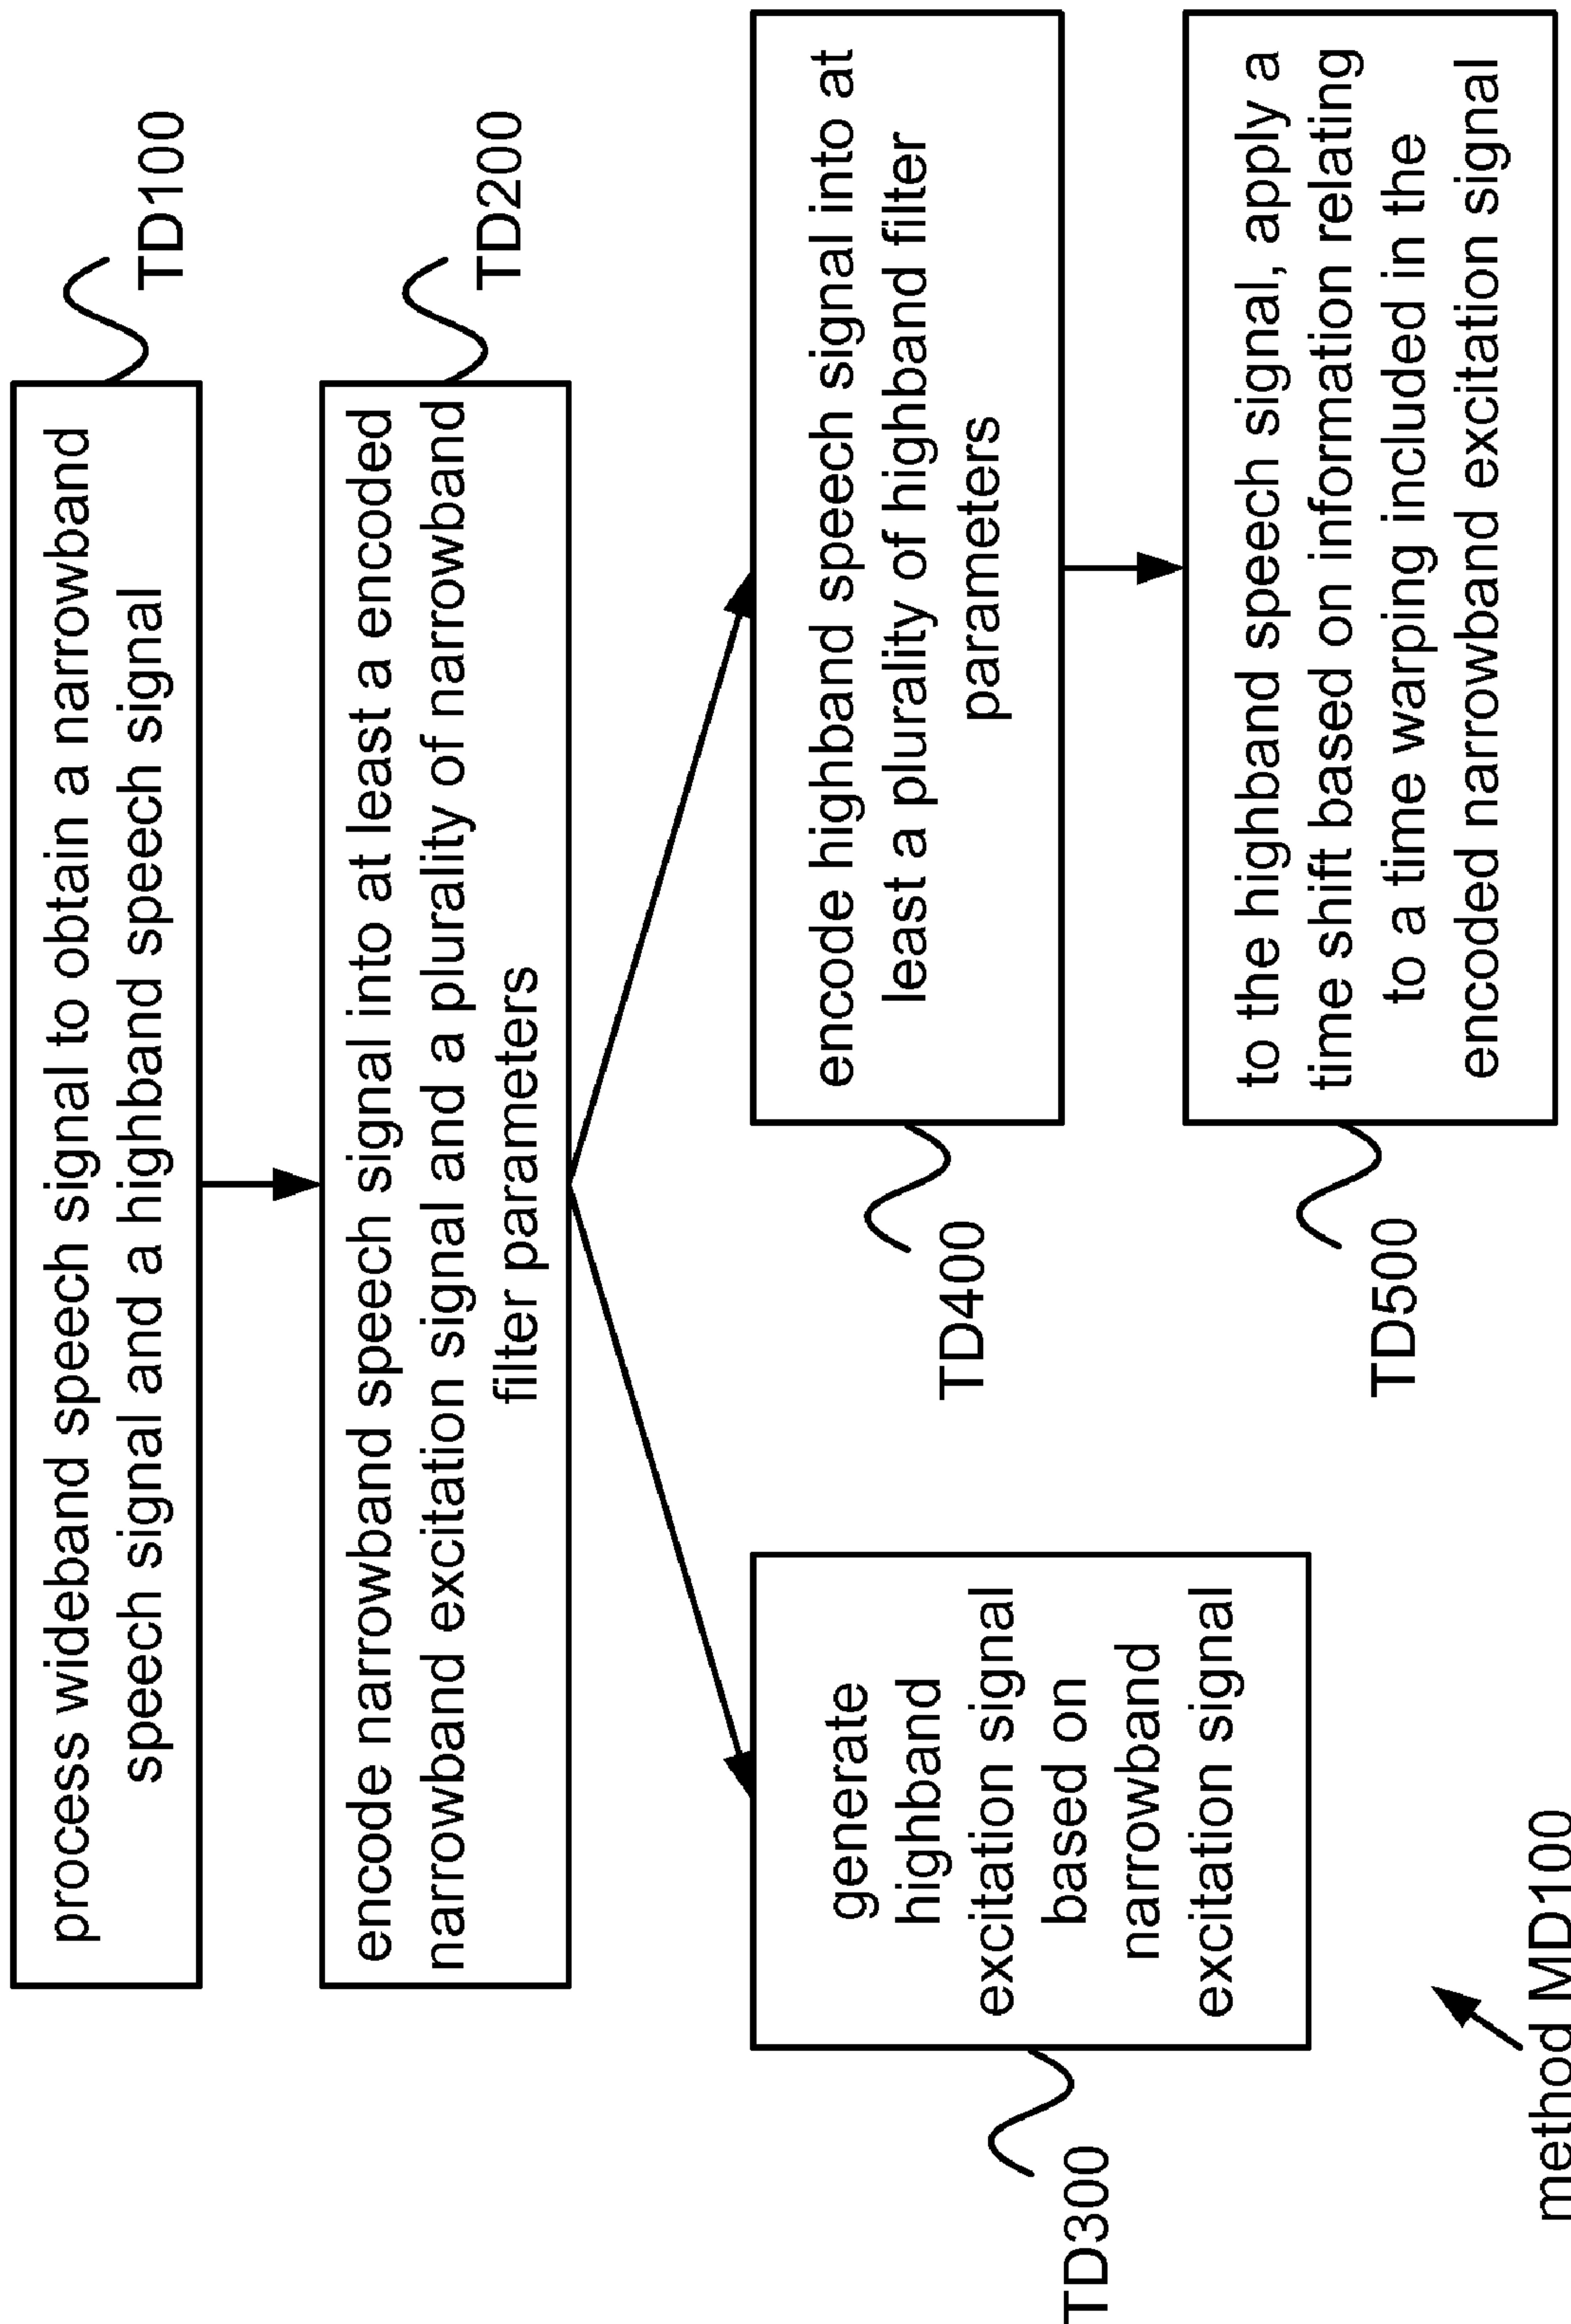 process wideband speech signal to obtain a narrowband
speech signal and a highband speech signal
TD100
encode narrowband speech signal into at least a encoded
narrowband excitation signal and a plurality of narrowband
filter parameters
TD200
generate
highband
excitation signal
based on
narrowband
excitation signal
TD300
encode highband speech signal into at
least a plurality of highband filter
parameters
TD400
to the highband speech signal, apply a
time shift based on information relating
to a time warping included in the
encoded narrowband excitation signal
TD500
method MD100